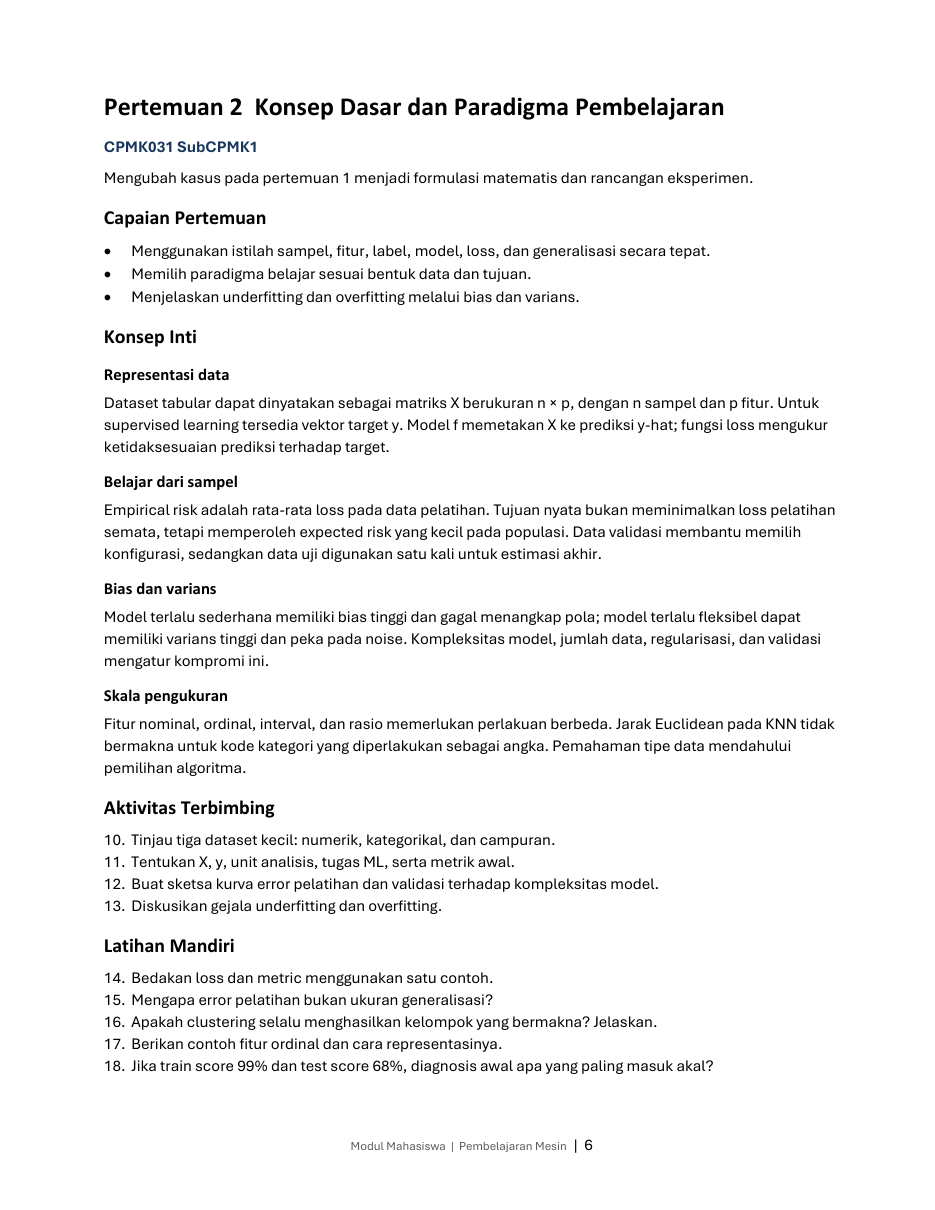 Pertemuan 2  Konsep Dasar dan Paradigma Pembelajaran
CPMK031 SubCPMK1
Mengubah kasus pada pertemuan 1 menjadi formulasi matematis dan rancangan eksperimen.
Capaian Pertemuan
• Menggunakan istilah sampel, fitur, label, model, loss, dan generalisasi secara tepat.
• Memilih paradigma belajar sesuai bentuk data dan tujuan.
• Menjelaskan underfitting dan overfitting melalui bias dan varians.
Konsep Inti
Representasi data
Dataset tabular dapat dinyatakan sebagai matriks X berukuran n × p, dengan n sampel dan p fitur. Untuk
supervised learning tersedia vektor target y. Model f memetakan X ke prediksi y-hat; fungsi loss mengukur
ketidaksesuaian prediksi terhadap target.
Belajar dari sampel
Empirical risk adalah rata-rata loss pada data pelatihan. Tujuan nyata bukan meminimalkan loss pelatihan
semata, tetapi memperoleh expected risk yang kecil pada populasi. Data validasi membantu memilih
konfigurasi, sedangkan data uji digunakan satu kali untuk estimasi akhir.
Bias dan varians
Model terlalu sederhana memiliki bias tinggi dan gagal menangkap pola; model terlalu fleksibel dapat
memiliki varians tinggi dan peka pada noise. Kompleksitas model, jumlah data, regularisasi, dan validasi
mengatur kompromi ini.
Skala pengukuran
Fitur nominal, ordinal, interval, dan rasio memerlukan perlakuan berbeda. Jarak Euclidean pada KNN tidak
bermakna untuk kode kategori yang diperlakukan sebagai angka. Pemahaman tipe data mendahului
pemilihan algoritma.
Aktivitas Terbimbing
10. Tinjau tiga dataset kecil: numerik, kategorikal, dan campuran.
11. Tentukan X, y, unit analisis, tugas ML, serta metrik awal.
12. Buat sketsa kurva error pelatihan dan validasi terhadap kompleksitas model.
13. Diskusikan gejala underfitting dan overfitting.
Latihan Mandiri
14. Bedakan loss dan metric menggunakan satu contoh.
15. Mengapa error pelatihan bukan ukuran generalisasi?
16. Apakah clustering selalu menghasilkan kelompok yang bermakna? Jelaskan.
17. Berikan contoh fitur ordinal dan cara representasinya.
18. Jika train score 99% dan test score 68%, diagnosis awal apa yang paling masuk akal?
Modul Mahasiswa | Pembelajaran Mesin | 6